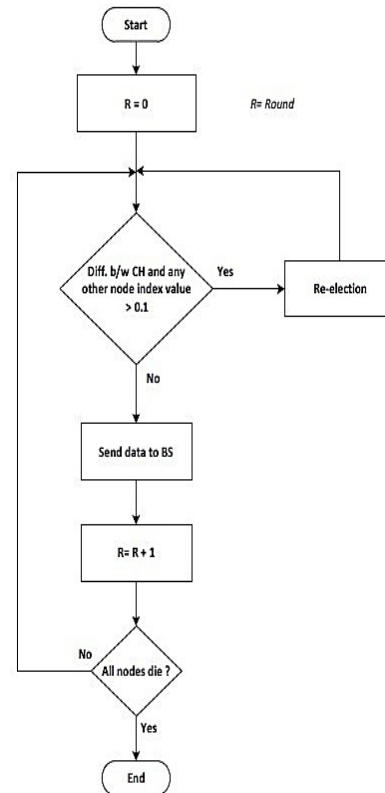 Start
R = 0
R= Round
Diff. b/w CH and any
other node index value
> 0.1
Yes
Re-election
No
Send data to BS
R= R + 1
No
All nodes die ?
Yes
End